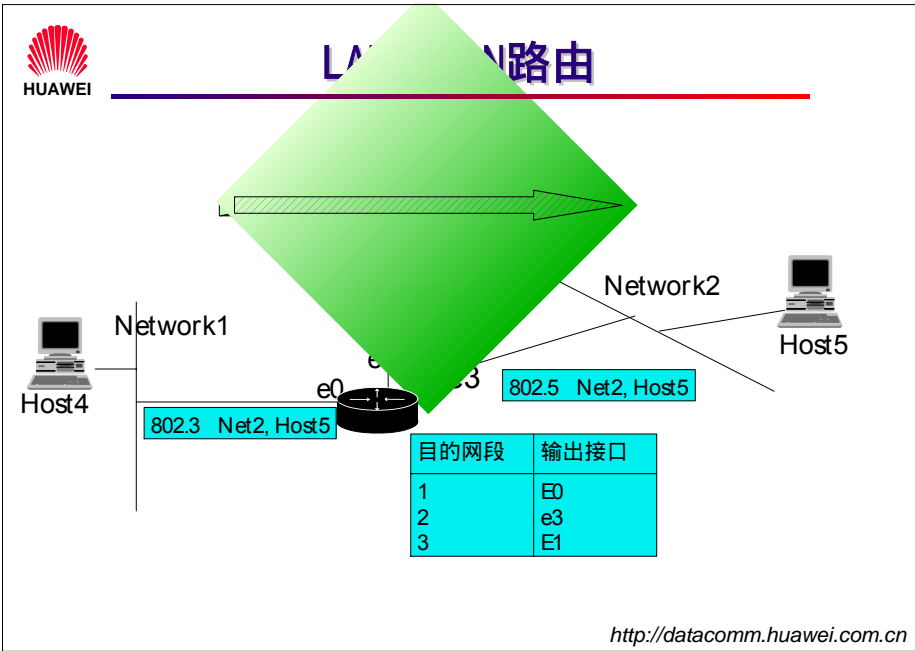 HUAWEI
路由
Network1
Network2
Host5
Host4
e0
802.5 Net2, Host5
802.3 Net2, Host5
目的网段 输出接口
1 E0
2 e3
3 E1
http://datacomm.huawei.com.cn